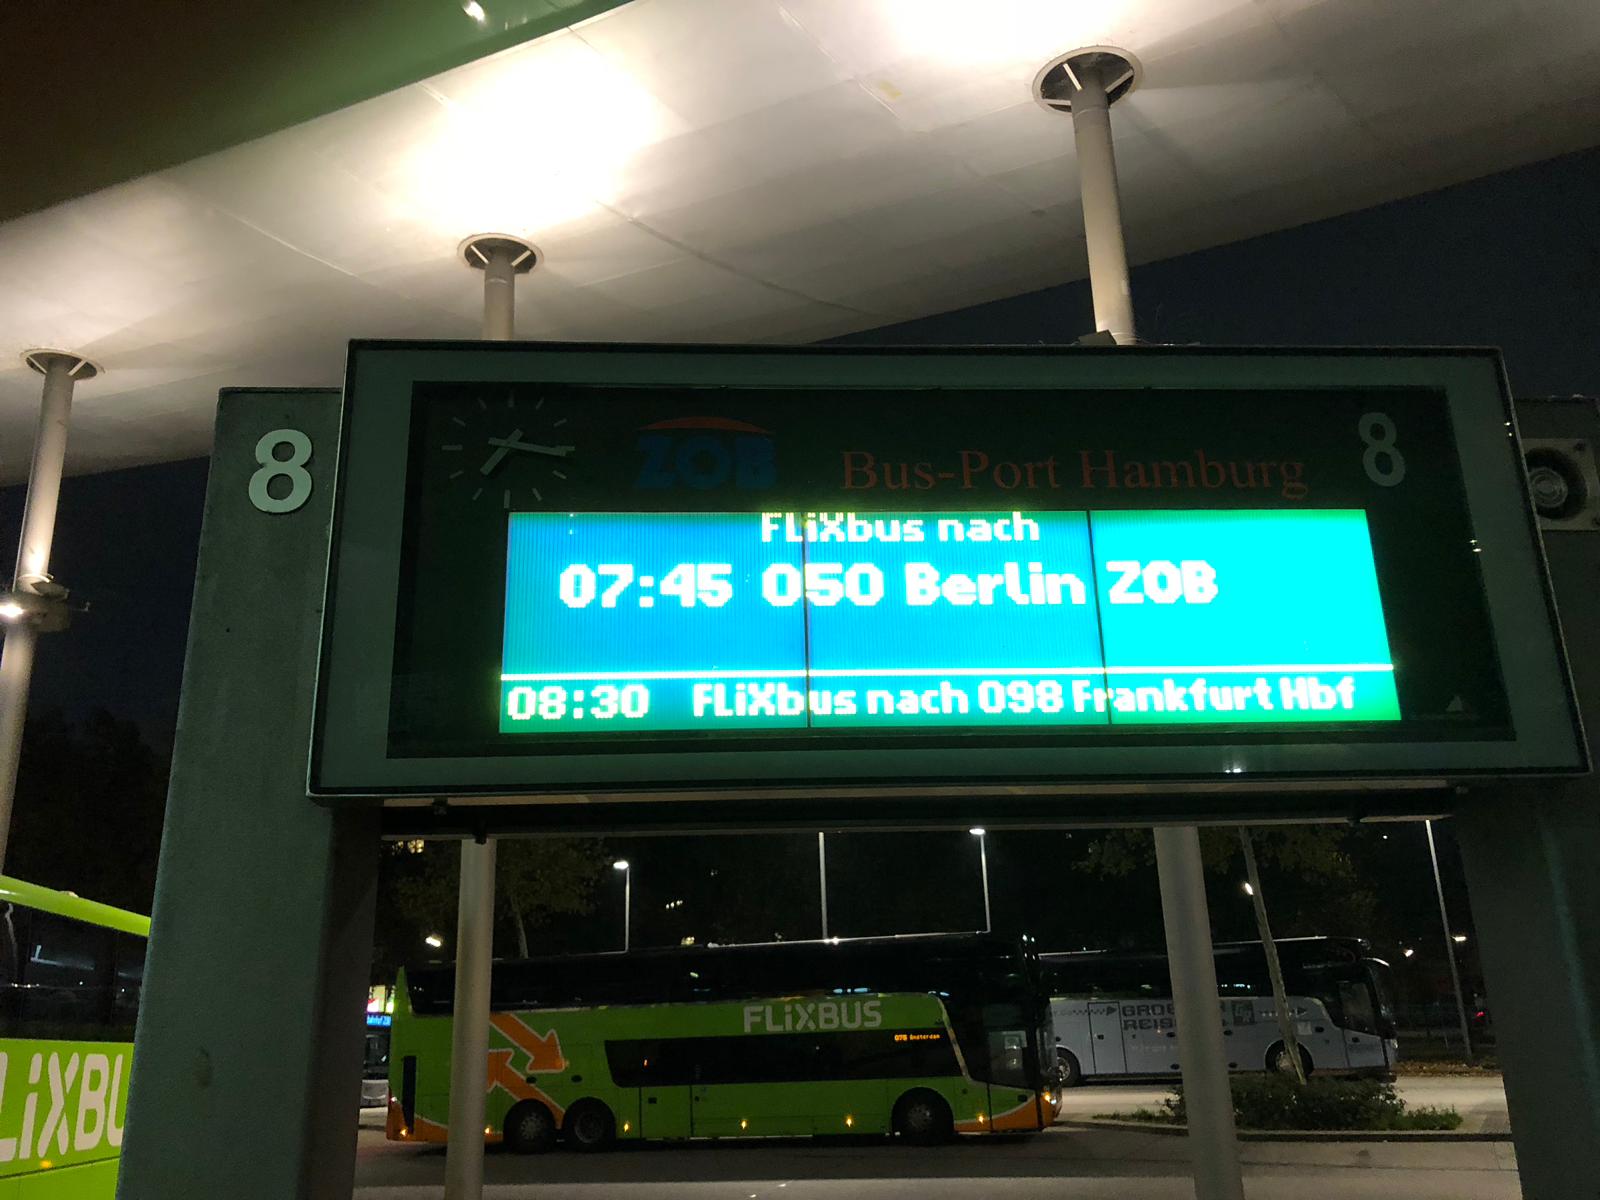 8
ZOB
Bus-Port Hamburg
8
FLiXbus nach
07:45 050 Berlin ZOB
08:30 FLiXbus nach 098 Frankfurt Hbf
FLiXBUS
LiXBU